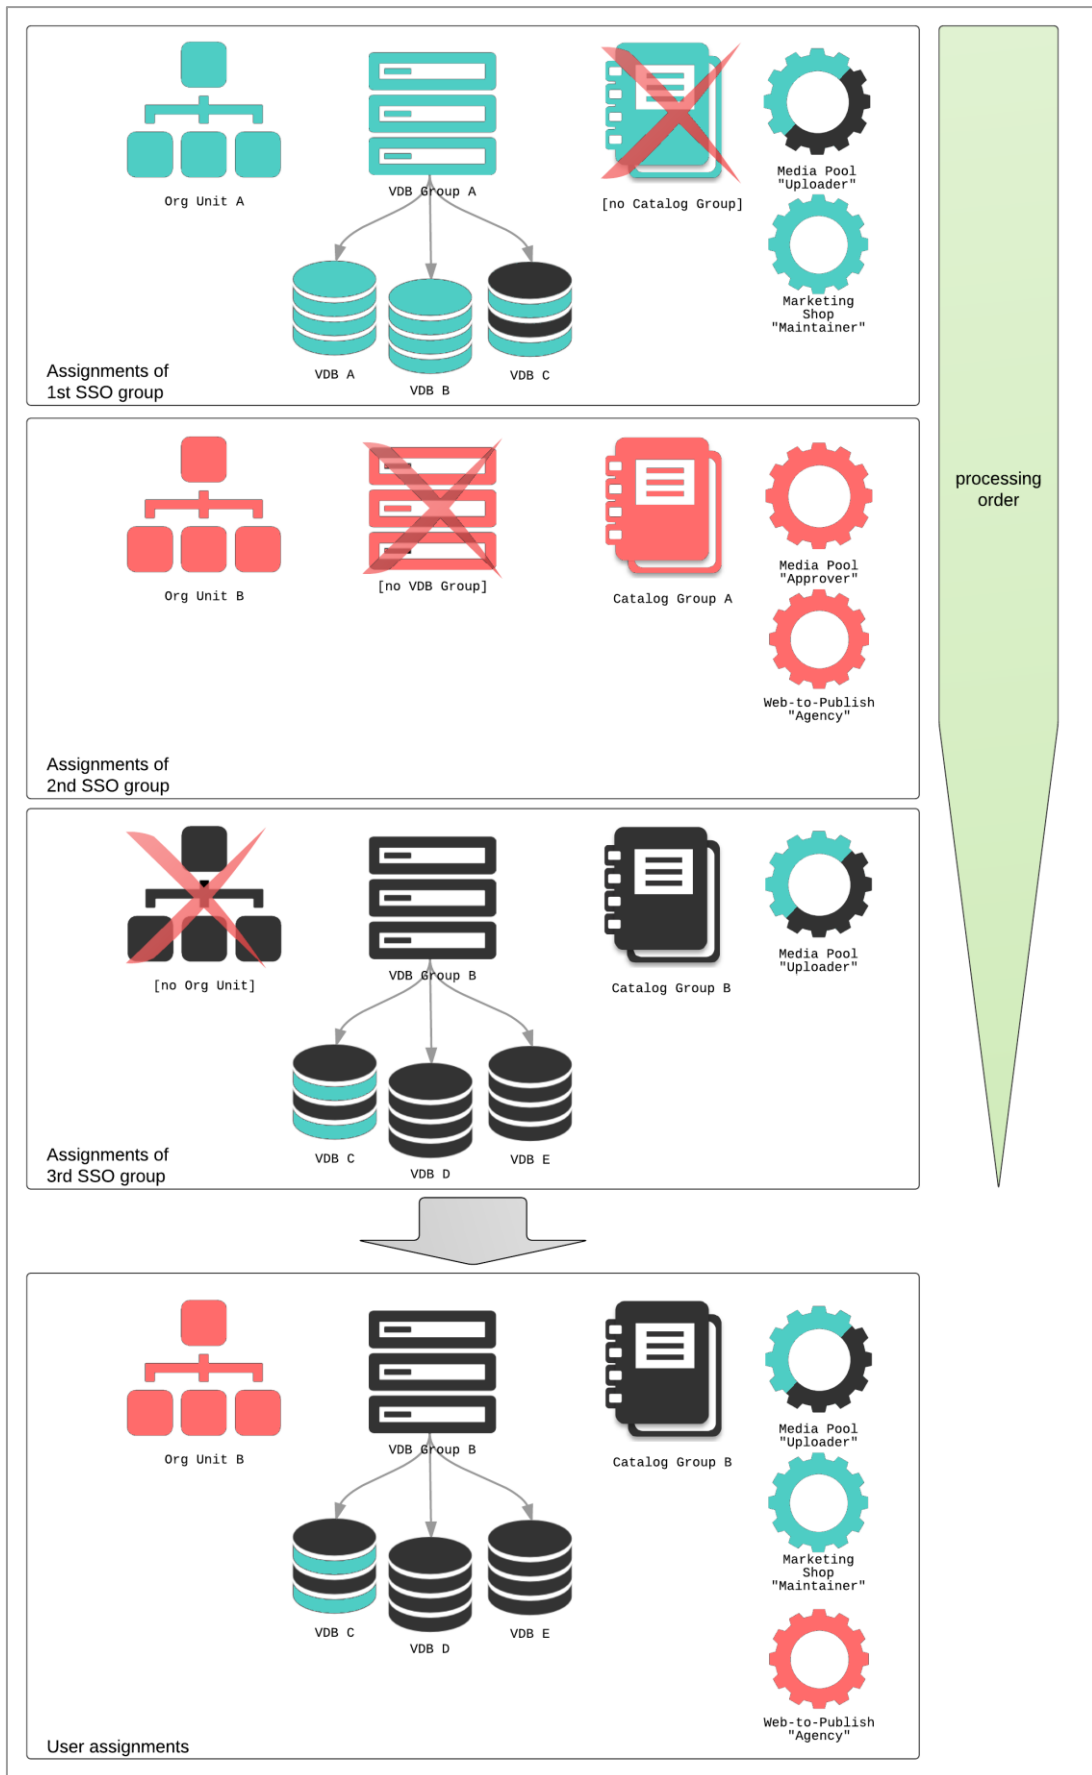 Org Unit A
VDB Group A
[no Catalog Group]
Media Pool
"Uploader"
Marketing
Shop
"Maintainer"
VDB A
VDB B
VDB C
Assignments of
1st SSO group
processing
order
Org Unit B
[no VDB Group]
Catalog Group A
Media Pool
"Approver"
Web-to-Publish
"Agency"
Assignments of
2nd SSO group
[no Org Unit]
VDB Group B
Catalog Group B
Media Pool
"Uploader"
VDB C
VDB D
VDB E
Assignments of
3rd SSO group
Org Unit B
VDB Group B
Catalog Group B
Media Pool
"Uploader"
Marketing
Shop
"Maintainer"
VDB C
VDB D
VDB E
Web-to-Publish
"Agency"
User assignments